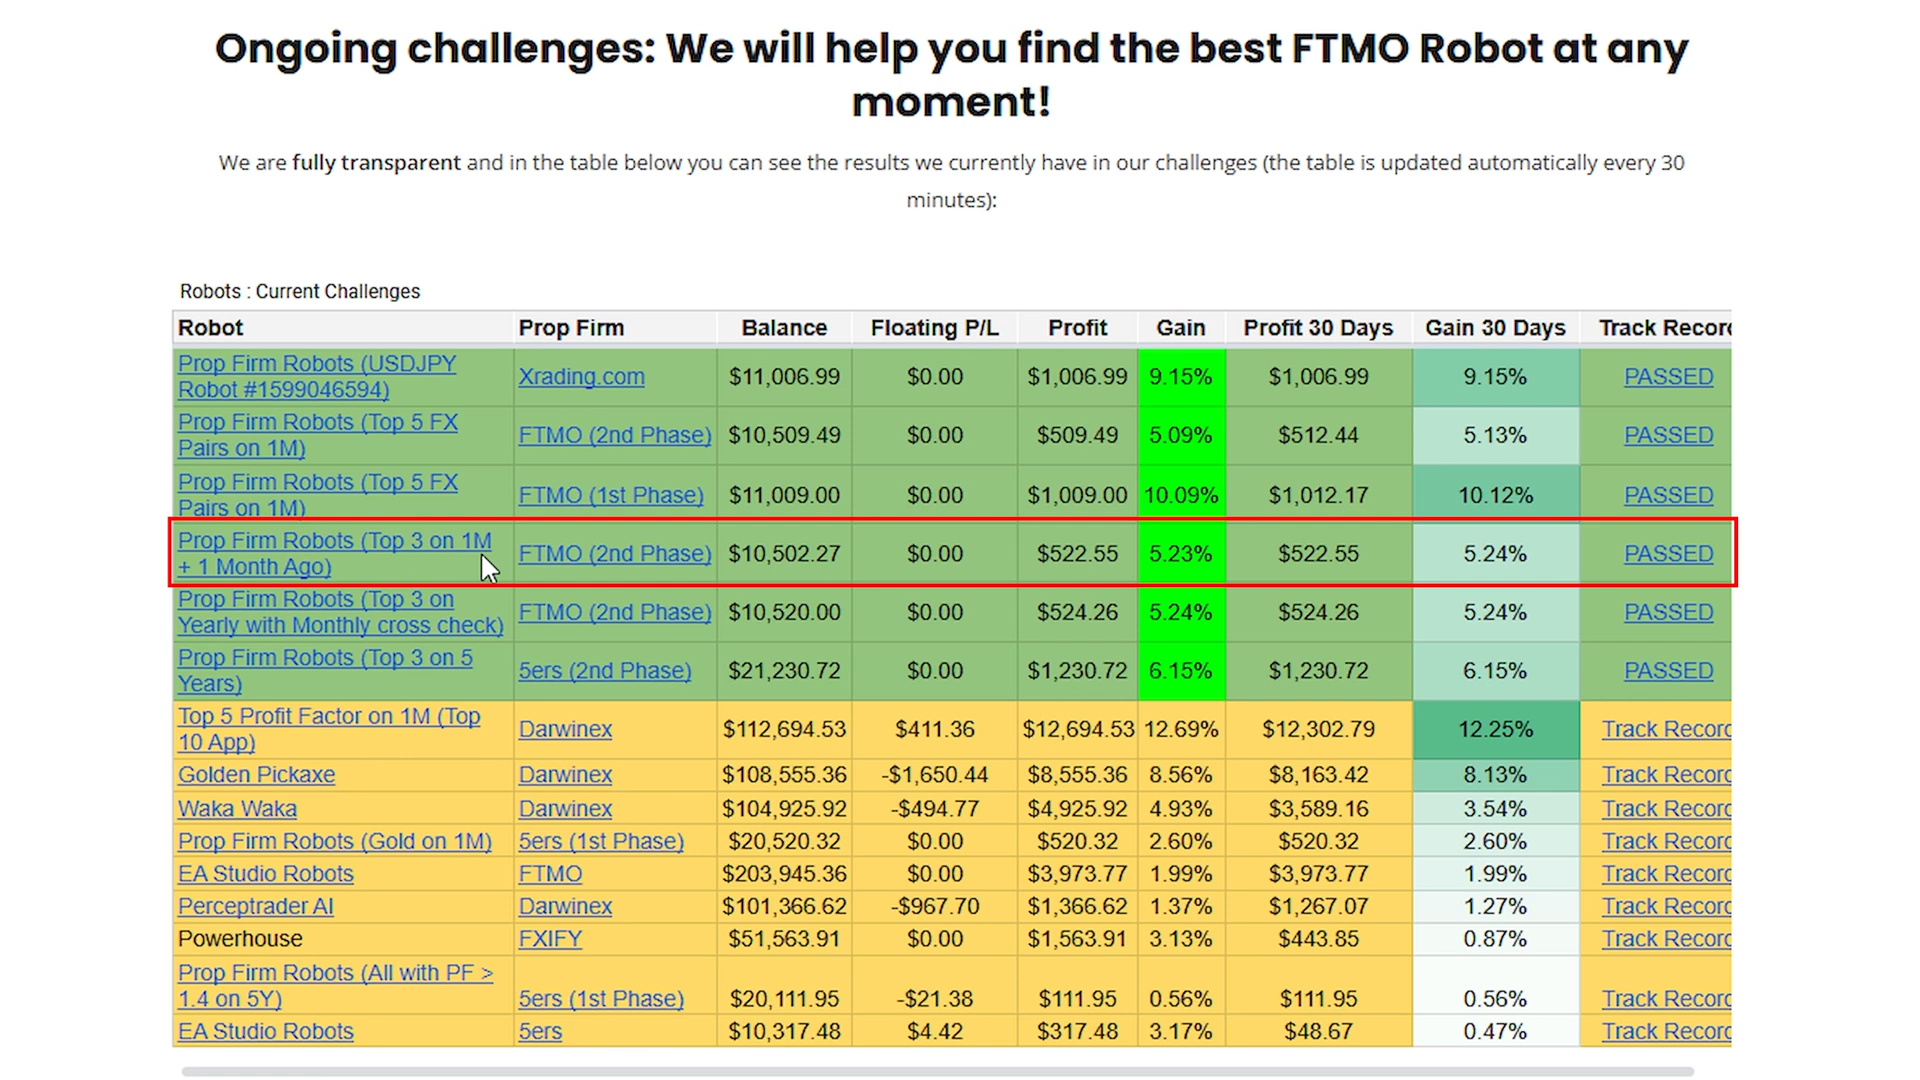 Ongoing challenges: We will help you find the best FTMO Robot at any
moment!
We are fully transparent and in the table below you can see the results we currently have in our challenges (the table is updated automatically every 30
minutes):
Robots : Current Challenges
Robot Prop Firm Balance Floating P/L Profit Gain Profit 30 Days Gain 30 Days Track Record
Prop Firm Robots (USDJPY
Robot #1599046594) Xrading.com $11,006.99 $0.00 $1,006.99 9.15% $1,006.99 9.15% PASSED
Prop Firm Robots (Top 5 FX
Pairs on 1M) FTMO (2nd Phase) $10,509.49 $0.00 $509.49 5.09% $512.44 5.13% PASSED
Prop Firm Robots (Top 5 FX
Pairs on 1M) FTMO (1st Phase) $11,009.00 $0.00 $1,009.00 10.09% $1,012.17 10.12% PASSED
Prop Firm Robots (Top 3 on 1M
+ 1 Month Ago) FTMO (2nd Phase) $10,502.27 $0.00 $522.55 5.23% $522.55 5.24% PASSED
Prop Firm Robots (Top 3 on
Yearly with Monthly cross check) FTMO (2nd Phase) $10,520.00 $0.00 $524.26 5.24% $524.26 5.24% PASSED
Prop Firm Robots (Top 3 on 5
Years) 5ers (2nd Phase) $21,230.72 $0.00 $1,230.72 6.15% $1,230.72 6.15% PASSED
Top 5 Profit Factor on 1M (Top
10 App) Darwinex $112,694.53 $411.36 $12,694.53 12.69% $12,302.79 12.25% Track Record
Golden Pickaxe Darwinex $108,555.36 -$1,650.44 $8,555.36 8.56% $8,163.42 8.13% Track Record
Waka Waka Darwinex $104,925.92 -$494.77 $4,925.92 4.93% $3,589.16 3.54% Track Record
Prop Firm Robots (Gold on 1M) 5ers (1st Phase) $20,520.32 $0.00 $520.32 2.60% $520.32 2.60% Track Record
EA Studio Robots FTMO $203,945.36 $0.00 $3,973.77 1.99% $3,973.77 1.99% Track Record
Perceptrader AI Darwinex $101,366.62 -$967.70 $1,366.62 1.37% $1,267.07 1.27% Track Record
Powerhouse FXIFY $51,563.91 $0.00 $1,563.91 3.13% $443.85 0.87% Track Record
Prop Firm Robots (All with PF >
1.4 on 5Y) 5ers (1st Phase) $20,111.95 -$21.38 $111.95 0.56% $111.95 0.56% Track Record
EA Studio Robots 5ers $10,317.48 $4.42 $317.48 3.17% $48.67 0.47% Track Record